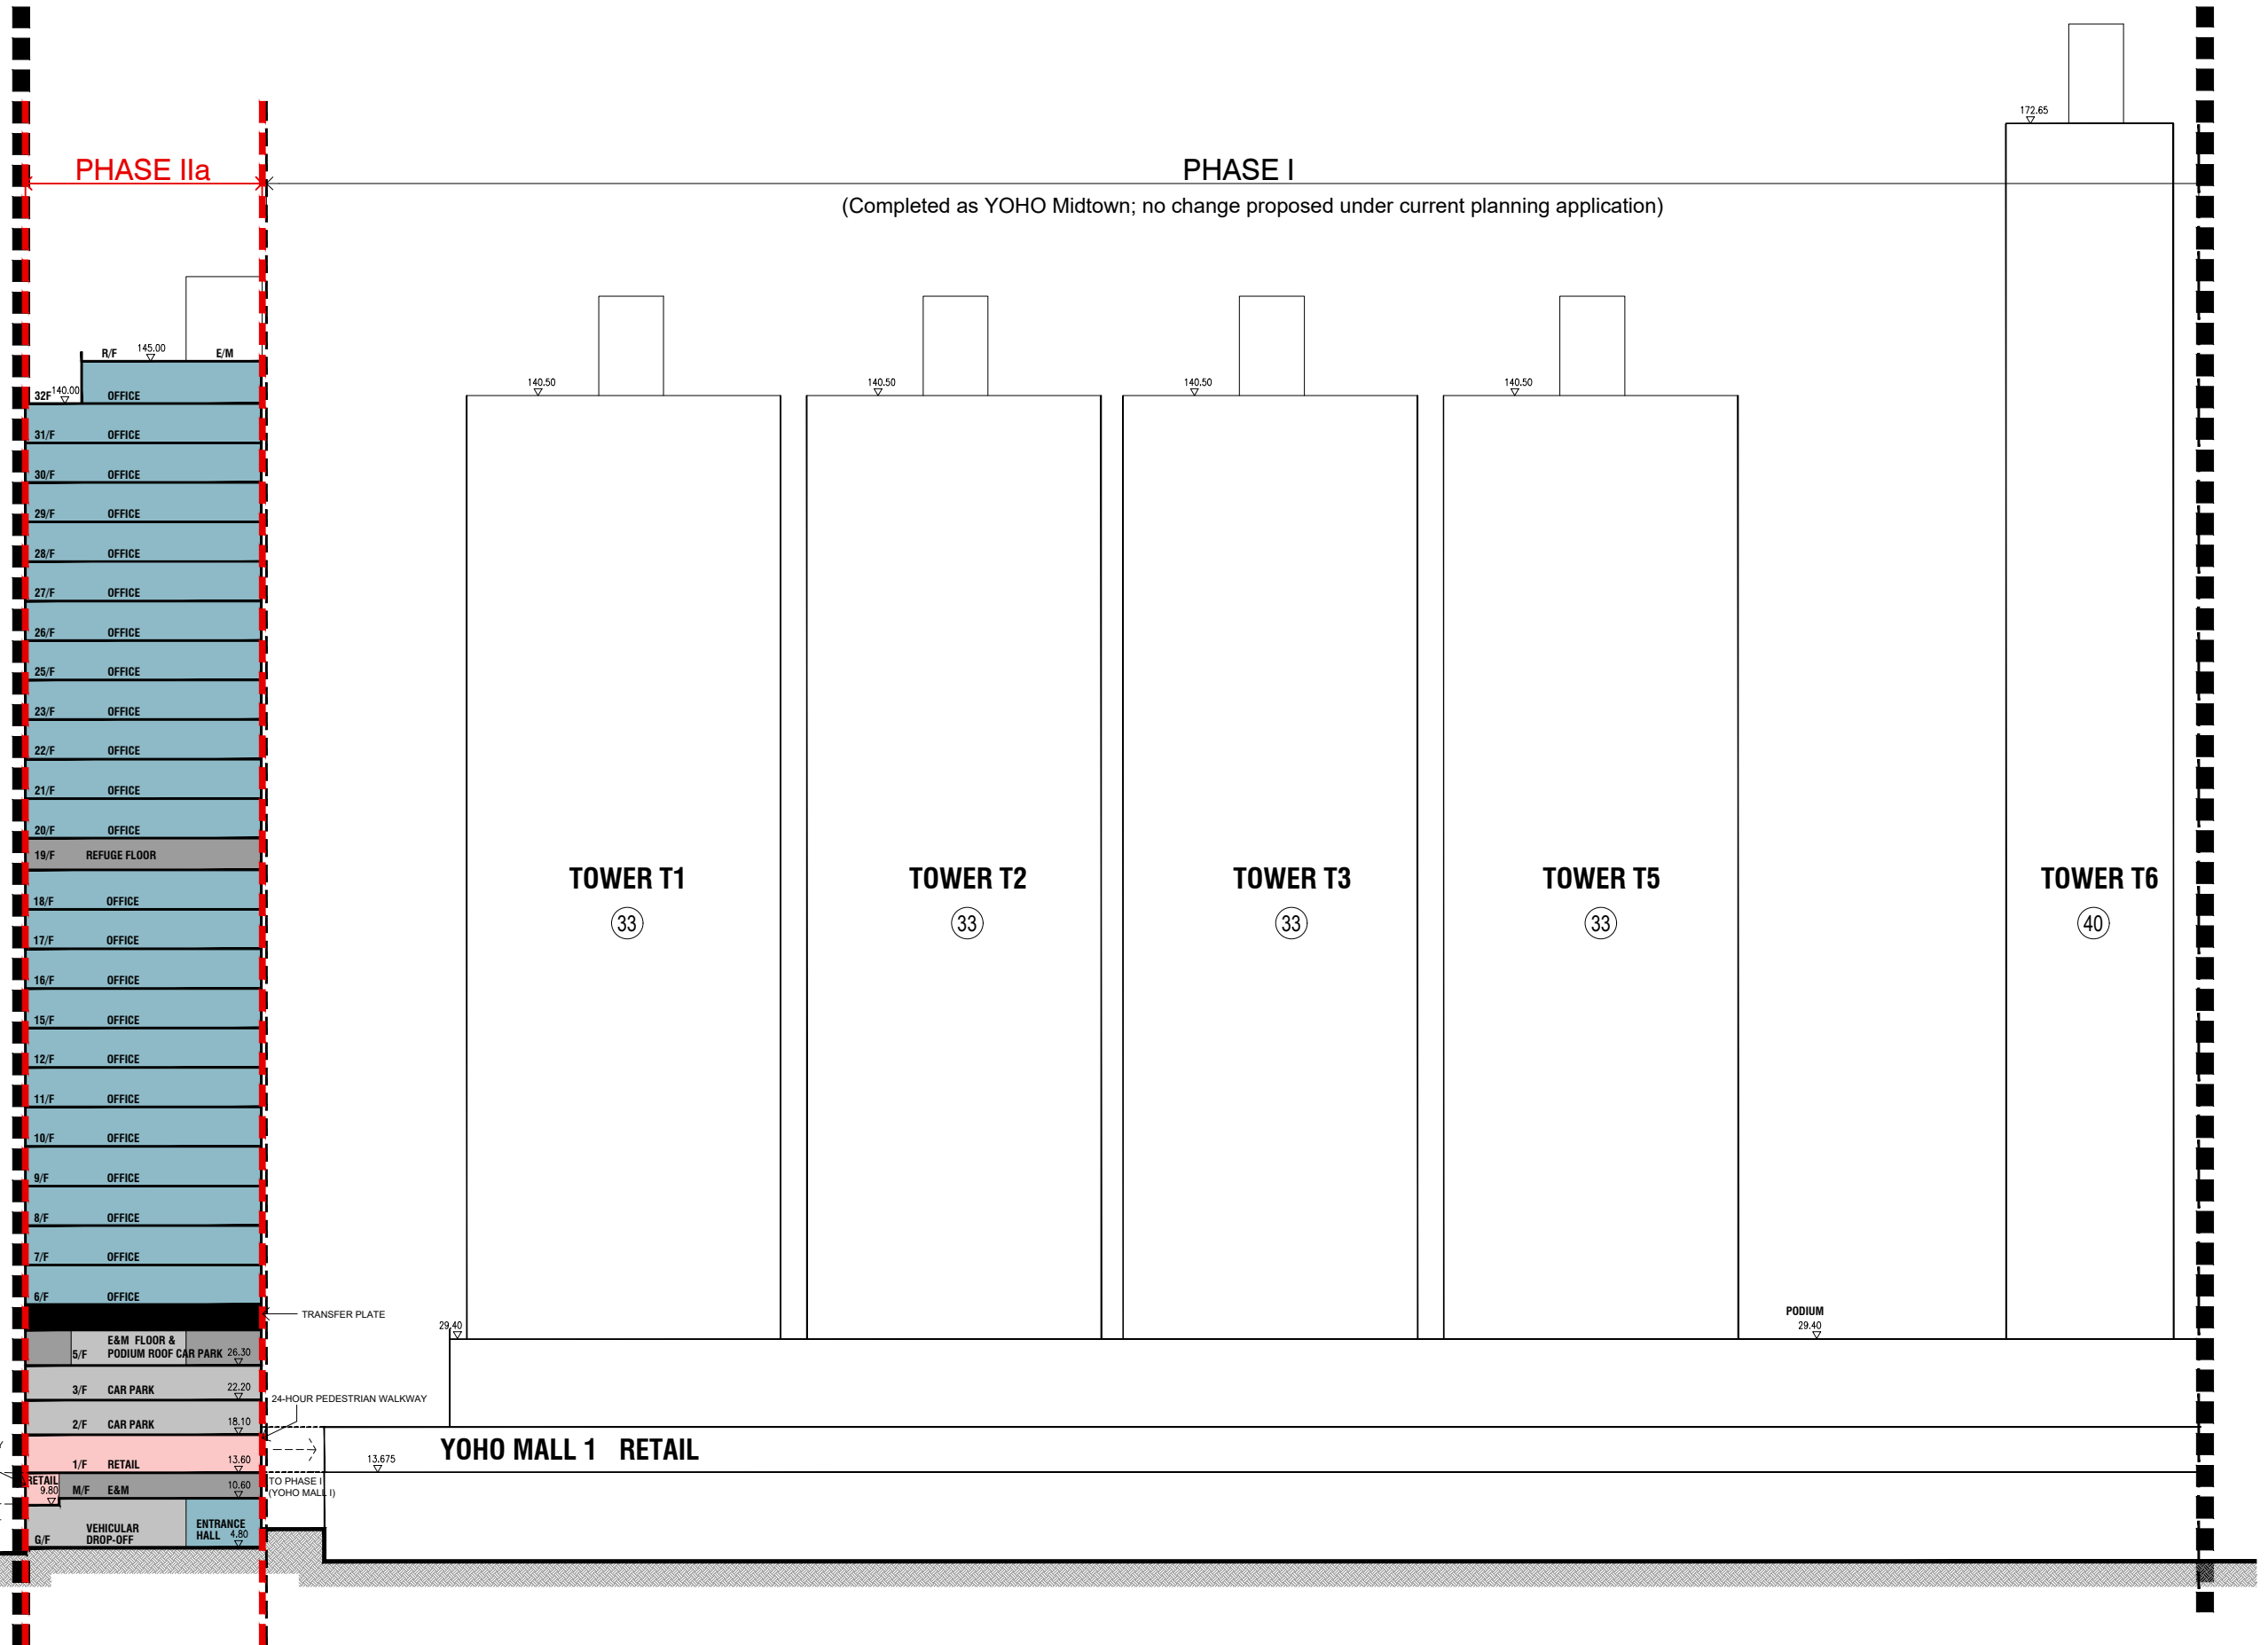 172.65
PHASE IIa
PHASE I
(Completed as YOHO Midtown; no change proposed under current planning application)
R/F 145.00 E/M
32F 140.00 OFFICE
140.50 140.50 140.50 140.50
31/F OFFICE
30/F OFFICE
29/F OFFICE
28/F OFFICE
27/F OFFICE
26/F OFFICE
25/F OFFICE
23/F OFFICE
22/F OFFICE
21/F OFFICE
20/F OFFICE
19/F REFUGE FLOOR
TOWER T1 TOWER T2 TOWER T3 TOWER T5 TOWER T6
33 33 33 33 40
18/F OFFICE
17/F OFFICE
16/F OFFICE
15/F OFFICE
12/F OFFICE
11/F OFFICE
10/F OFFICE
9/F OFFICE
8/F OFFICE
7/F OFFICE
6/F OFFICE
TRANSFER PLATE
PODIUM
29.40 29.40
E&M FLOOR &
5/F PODIUM ROOF CAR PARK 26.30
3/F CAR PARK 22.20
24-HOUR PEDESTRIAN WALKWAY
2/F CAR PARK 18.10
YOHO MALL 1 RETAIL
1/F RETAIL 13.60
13.675
TO PHASE I
(YOHO MALL I)
RETAIL
9.80
M/F E&M 10.60
VEHICULAR
DROP-OFF
G/F
ENTRANCE
HALL 4.80